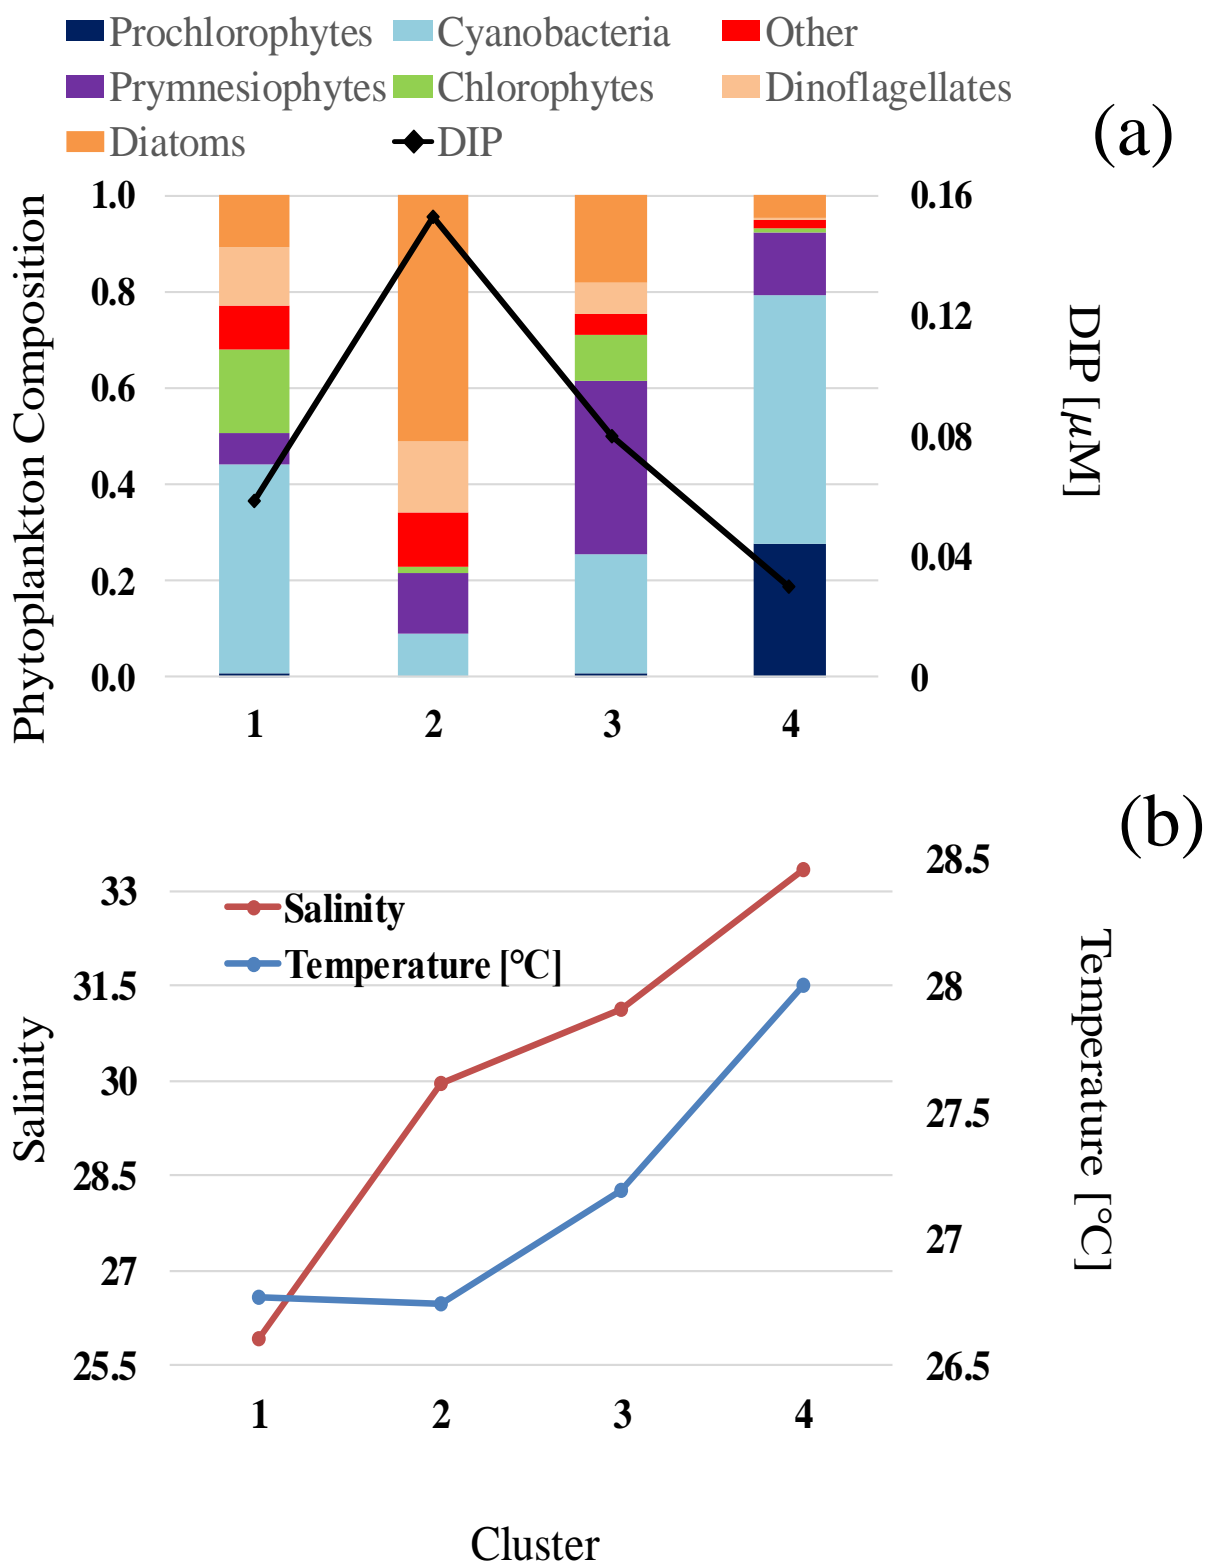 Prochlorophytes Cyanobacteria Other
Prymnesiophytes Chlorophytes Dinoflagellates
Diatoms DIP
(a)
Phytoplankton Composition
1.0
0.8
0.6
0.4
0.2
0.0
0.16
0.12
0.08
0.04
0
DIP [µM]
1 2 3 4
(b)
Salinity
33
31.5
30
28.5
27
25.5
Salinity
Temperature [°C]
28.5
28
27.5
27
26.5
Temperature [°C]
1 2 3 4
Cluster